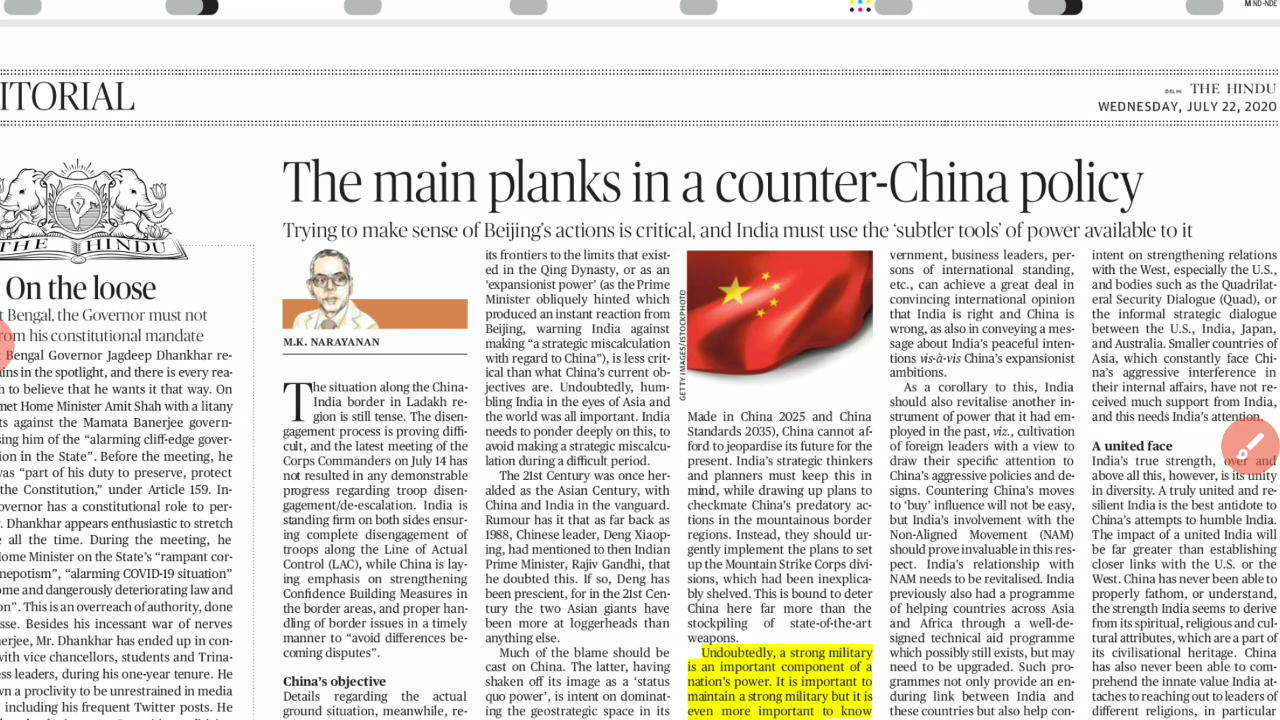 M ND-NDE
ITORIAL
DELHI THE HINDU
WEDNESDAY, JULY 22, 2020
THE HINDU
On the loose
t Bengal, the Governor must not
rom his constitutional mandate
Bengal Governor Jagdeep Dhankhar re-
ins in the spotlight, and there is every rea-
n to believe that he wants it that way. On
met Home Minister Amit Shah with a litany
ts against the Mamata Banerjee govern-
sing him of the "alarming cliff-edge gover-
ion in the State". Before the meeting, he
was "part of his duty to preserve, protect
the Constitution," under Article 159. In-
overnor has a constitutional role to per-
. Dhankhar appears enthusiastic to stretch
e all the time. During the meeting, he
Home Minister on the State's "rampant cor-
nepotism", "alarming COVID-19 situation"
ome and dangerously deteriorating law and
on". This is an overreach of authority, done
sse. Besides his incessant war of nerves
erjee, Mr. Dhankhar has ended up in con-
with vice chancellors, students and Trina-
ess leaders, during his one-year tenure. He
wn a proclivity to be unrestrained in media
including his frequent Twitter posts. He
The main planks in a counter-China policy
Trying to make sense of Beijing's actions is critical, and India must use the 'subtler tools' of power available to it
M.K. NARAYANAN
The situation along the China-
India border in Ladakh re-
gion is still tense. The disen-
gagement process is proving diffi-
cult, and the latest meeting of the
Corps Commanders on July 14 has
not resulted in any demonstrable
progress regarding troop disen-
gagement/de-escalation. India is
standing firm on both sides ensur-
ing complete disengagement of
troops along the Line of Actual
Control (LAC), while China is lay-
ing emphasis on strengthening
Confidence Building Measures in
the border areas, and proper han-
dling of border issues in a timely
manner to "avoid differences be-
coming disputes".
China's objective
Details regarding the actual
ground situation, meanwhile, re-
its frontiers to the limits that exist-
ed in the Qing Dynasty, or as an
'expansionist power' (as the Prime
Minister obliquely hinted which
produced an instant reaction from
Beijing, warning India against
making "a strategic miscalculation
with regard to China"), is less crit-
ical than what China's current ob-
jectives are. Undoubtedly, hum-
bling India in the eyes of Asia and
the world was all important. India
needs to ponder deeply on this, to
avoid making a strategic miscalcu-
lation during a difficult period.
The 21st Century was once her-
alded as the Asian Century, with
China and India in the vanguard.
Rumour has it that as far back as
1988, Chinese leader, Deng Xiaop-
ing, had mentioned to then Indian
Prime Minister, Rajiv Gandhi, that
he doubted this. If so, Deng has
been prescient, for in the 21st Cen-
tury the two Asian giants have
been more at loggerheads than
anything else.
Much of the blame should be
cast on China. The latter, having
shaken off its image as a 'status
quo power', is intent on dominat-
ing the geostrategic space in its
GETTY IMAGES/ISTOCKPHOTO
Made in China 2025 and China
Standards 2035), China cannot af-
ford to jeopardise its future for the
present. India's strategic thinkers
and planners must keep this in
mind, while drawing up plans to
checkmate China's predatory ac-
tions in the mountainous border
regions. Instead, they should ur-
gently implement the plans to set
up the Mountain Strike Corps divi-
sions, which had been inexplica-
bly shelved. This is bound to deter
China here far more than the
stockpiling of state-of-the-art
weapons.
Undoubtedly, a strong military
is an important component of a
nation's power. It is important to
maintain a strong military but it is
even more important to know
vernment, business leaders, per-
sons of international standing,
etc., can achieve a great deal in
convincing international opinion
that India is right and China is
wrong, as also in conveying a mes-
sage about India's peaceful inten-
tions vis-à-vis China's expansionist
ambitions.
As a corollary to this, India
should also revitalise another in-
strument of power that it had em-
ployed in the past, viz., cultivation
of foreign leaders with a view to
draw their specific attention to
China's aggressive policies and de-
signs. Countering China's moves
to 'buy' influence will not be easy,
but India's involvement with the
Non-Aligned Movement (NAM)
should prove invaluable in this res-
pect. India's relationship with
NAM needs to be revitalised. India
previously also had a programme
of helping countries across Asia
and Africa through a well-de-
signed technical aid programme
which possibly still exists, but may
need to be upgraded. Such pro-
grammes not only provide an en-
during link between India and
these countries but also help con-
intent on strengthening relations
with the West, especially the U.S.,
and bodies such as the Quadrilat-
eral Security Dialogue (Quad), or
the informal strategic dialogue
between the U.S., India, Japan,
and Australia. Smaller countries of
Asia, which constantly face Chi-
na's aggressive interference in
their internal affairs, have not re-
ceived much support from India,
and this needs India's attention.
A united face
India's true strength, over and
above all this, however, is its unity
in diversity. A truly united and re-
silient India is the best antidote to
China's attempts to humble India.
The impact of a united India will
be far greater than establishing
closer links with the U.S. or the
West. China has never been able to
properly fathom, or understand,
the strength India seems to derive
from its spiritual, religious and cul-
tural attributes, which are a part of
its civilisational heritage. China
has also never been able to com-
prehend the innate value India at-
taches to reaching out to leaders of
different religions, in particular